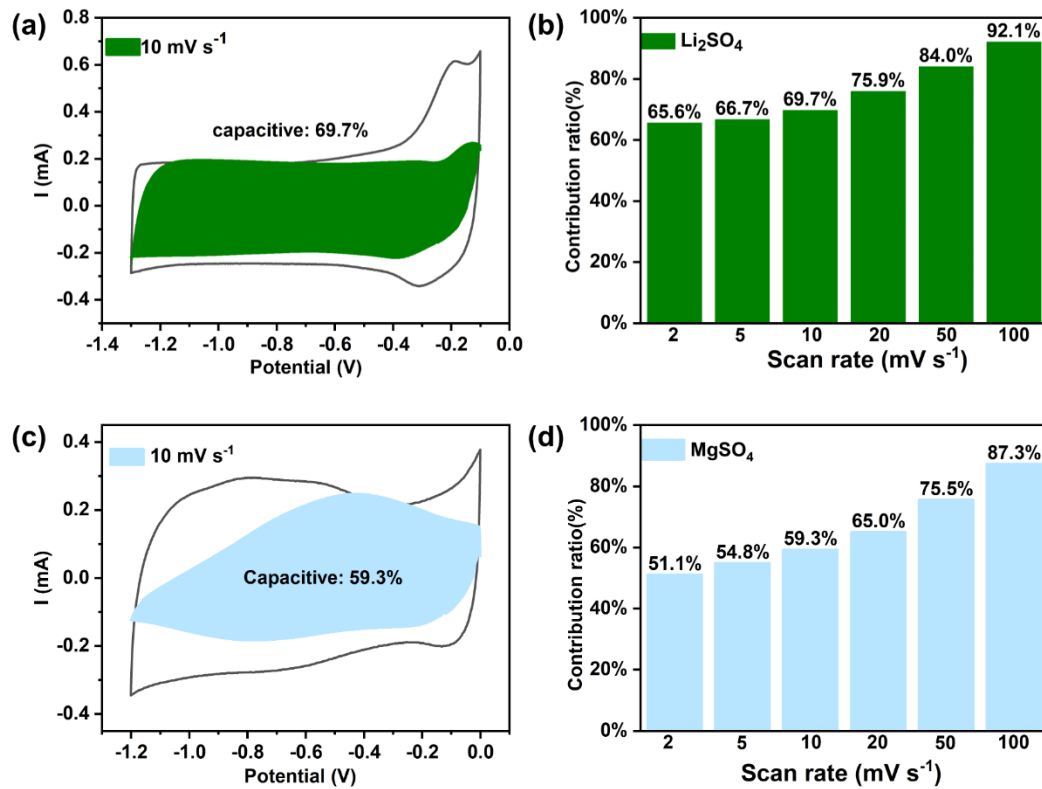 (a)
10 mV s⁻¹
capacitive: 69.7%
I (mA)
0.8
0.6
0.4
0.2
0.0
-0.2
-0.4
-1.4 -1.2 -1.0 -0.8 -0.6 -0.4 -0.2 0.0
Potential (V)
(b)
Li₂SO₄
Contribution ratio(%)
100%
80%
60%
40%
20%
0%
65.6% 66.7% 69.7% 75.9% 84.0% 92.1%
2 5 10 20 50 100
Scan rate (mV s⁻¹)
(c)
10 mV s⁻¹
Capacitive: 59.3%
I (mA)
0.4
0.2
0.0
-0.2
-0.4
-1.2 -1.0 -0.8 -0.6 -0.4 -0.2 0.0
Potential (V)
(d)
MgSO₄
Contribution ratio(%)
100%
80%
60%
40%
20%
0%
51.1% 54.8% 59.3% 65.0% 75.5% 87.3%
2 5 10 20 50 100
Scan rate (mV s⁻¹)